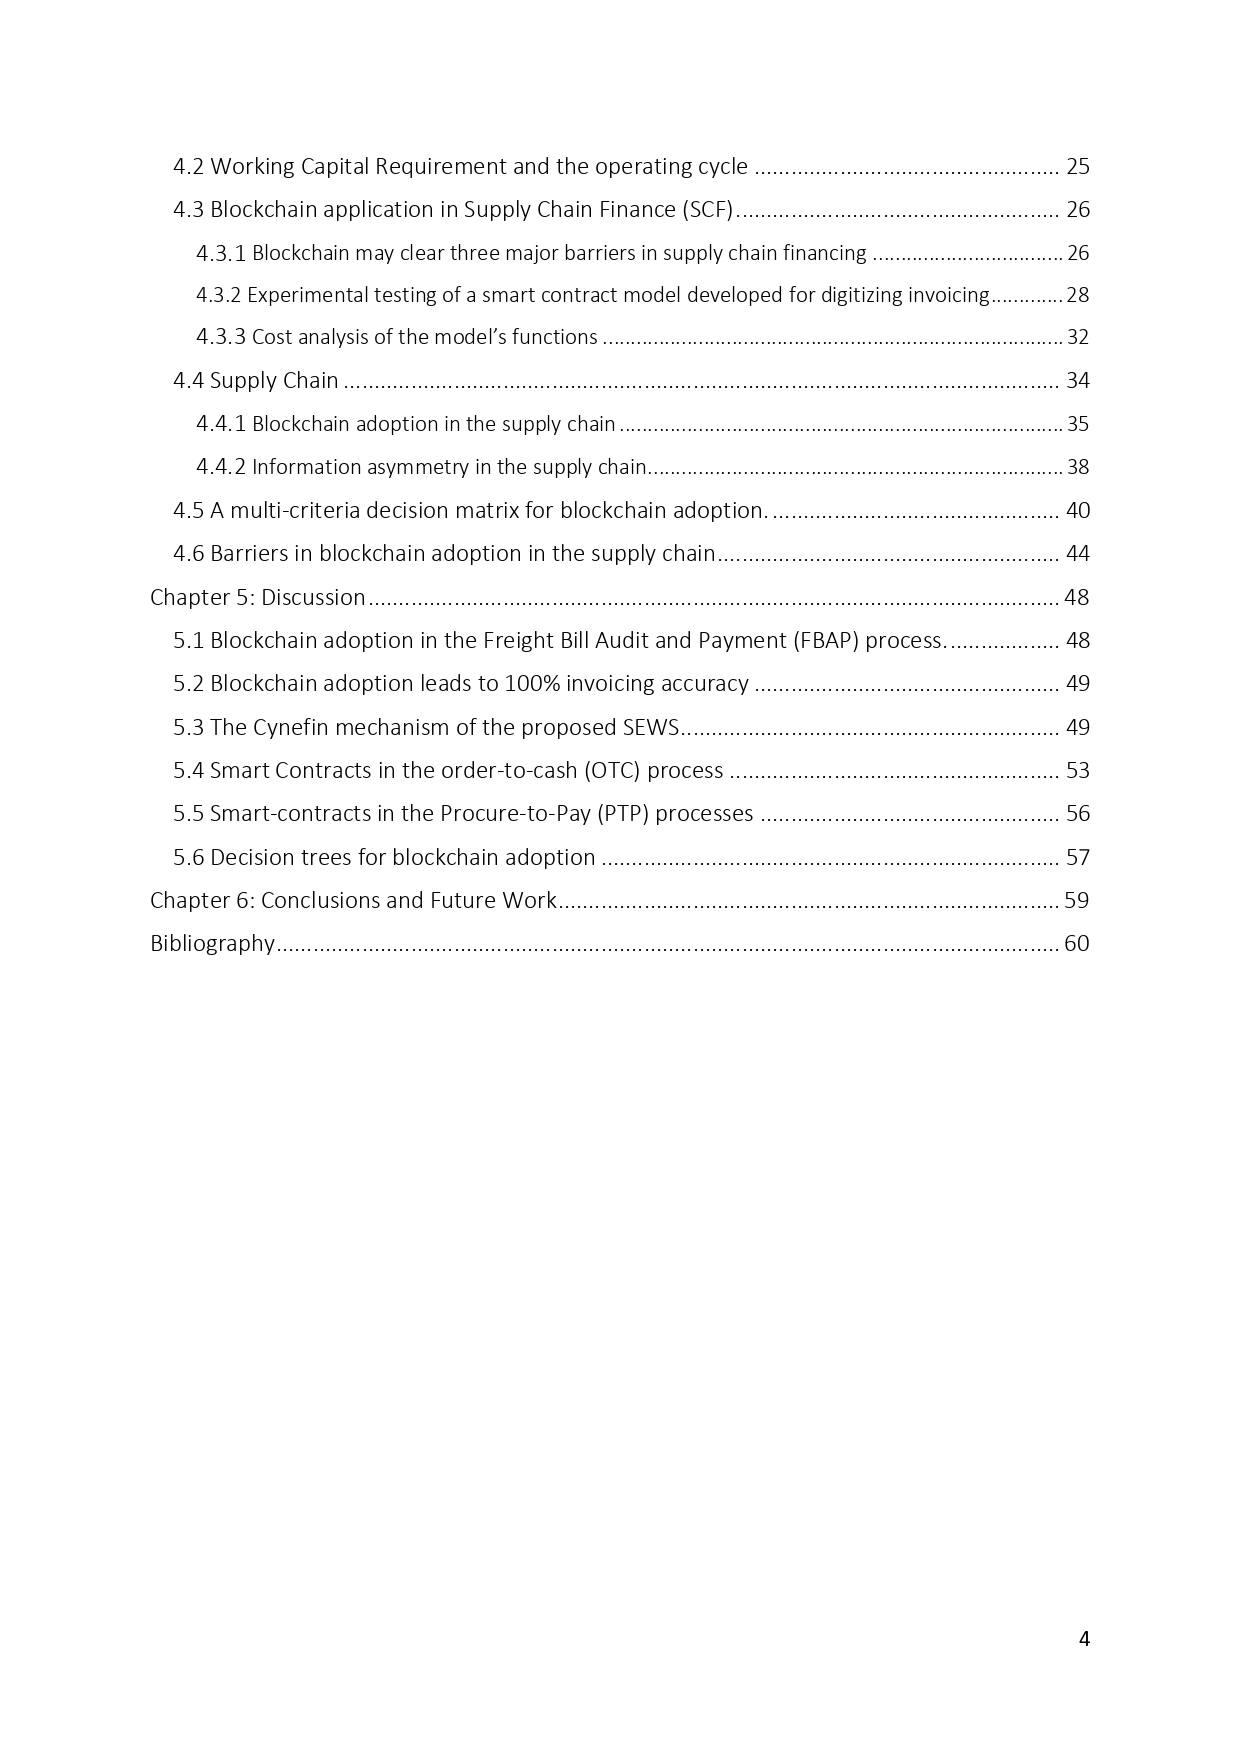 4.2 Working Capital Requirement and the operating cycle .................................................. 25
4.3 Blockchain application in Supply Chain Finance (SCF)..................................................... 26
4.3.1 Blockchain may clear three major barriers in supply chain financing .................................. 26
4.3.2 Experimental testing of a smart contract model developed for digitizing invoicing............. 28
4.3.3 Cost analysis of the model’s functions .................................................................................. 32
4.4 Supply Chain ..................................................................................................................... 34
4.4.1 Blockchain adoption in the supply chain ............................................................................... 35
4.4.2 Information asymmetry in the supply chain.......................................................................... 38
4.5 A multi-criteria decision matrix for blockchain adoption. ............................................... 40
4.6 Barriers in blockchain adoption in the supply chain........................................................ 44
Chapter 5: Discussion................................................................................................................. 48
5.1 Blockchain adoption in the Freight Bill Audit and Payment (FBAP) process................... 48
5.2 Blockchain adoption leads to 100% invoicing accuracy .................................................. 49
5.3 The Cynefin mechanism of the proposed SEWS.............................................................. 49
5.4 Smart Contracts in the order-to-cash (OTC) process ...................................................... 53
5.5 Smart-contracts in the Procure-to-Pay (PTP) processes ................................................. 56
5.6 Decision trees for blockchain adoption ........................................................................... 57
Chapter 6: Conclusions and Future Work.................................................................................. 59
Bibliography................................................................................................................................ 60
4